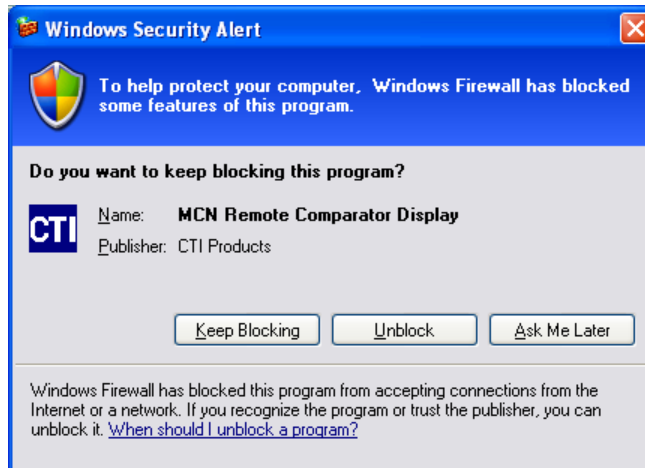 Windows Security Alert
To help protect your computer, Windows Firewall has blocked
some features of this program.
Do you want to keep blocking this program?
CTI
Name: MCN Remote Comparator Display
Publisher: CTI Products
Keep Blocking Unblock Ask Me Later
Windows Firewall has blocked this program from accepting connections from the
Internet or a network. If you recognize the program or trust the publisher, you can
unblock it. When should I unblock a program?